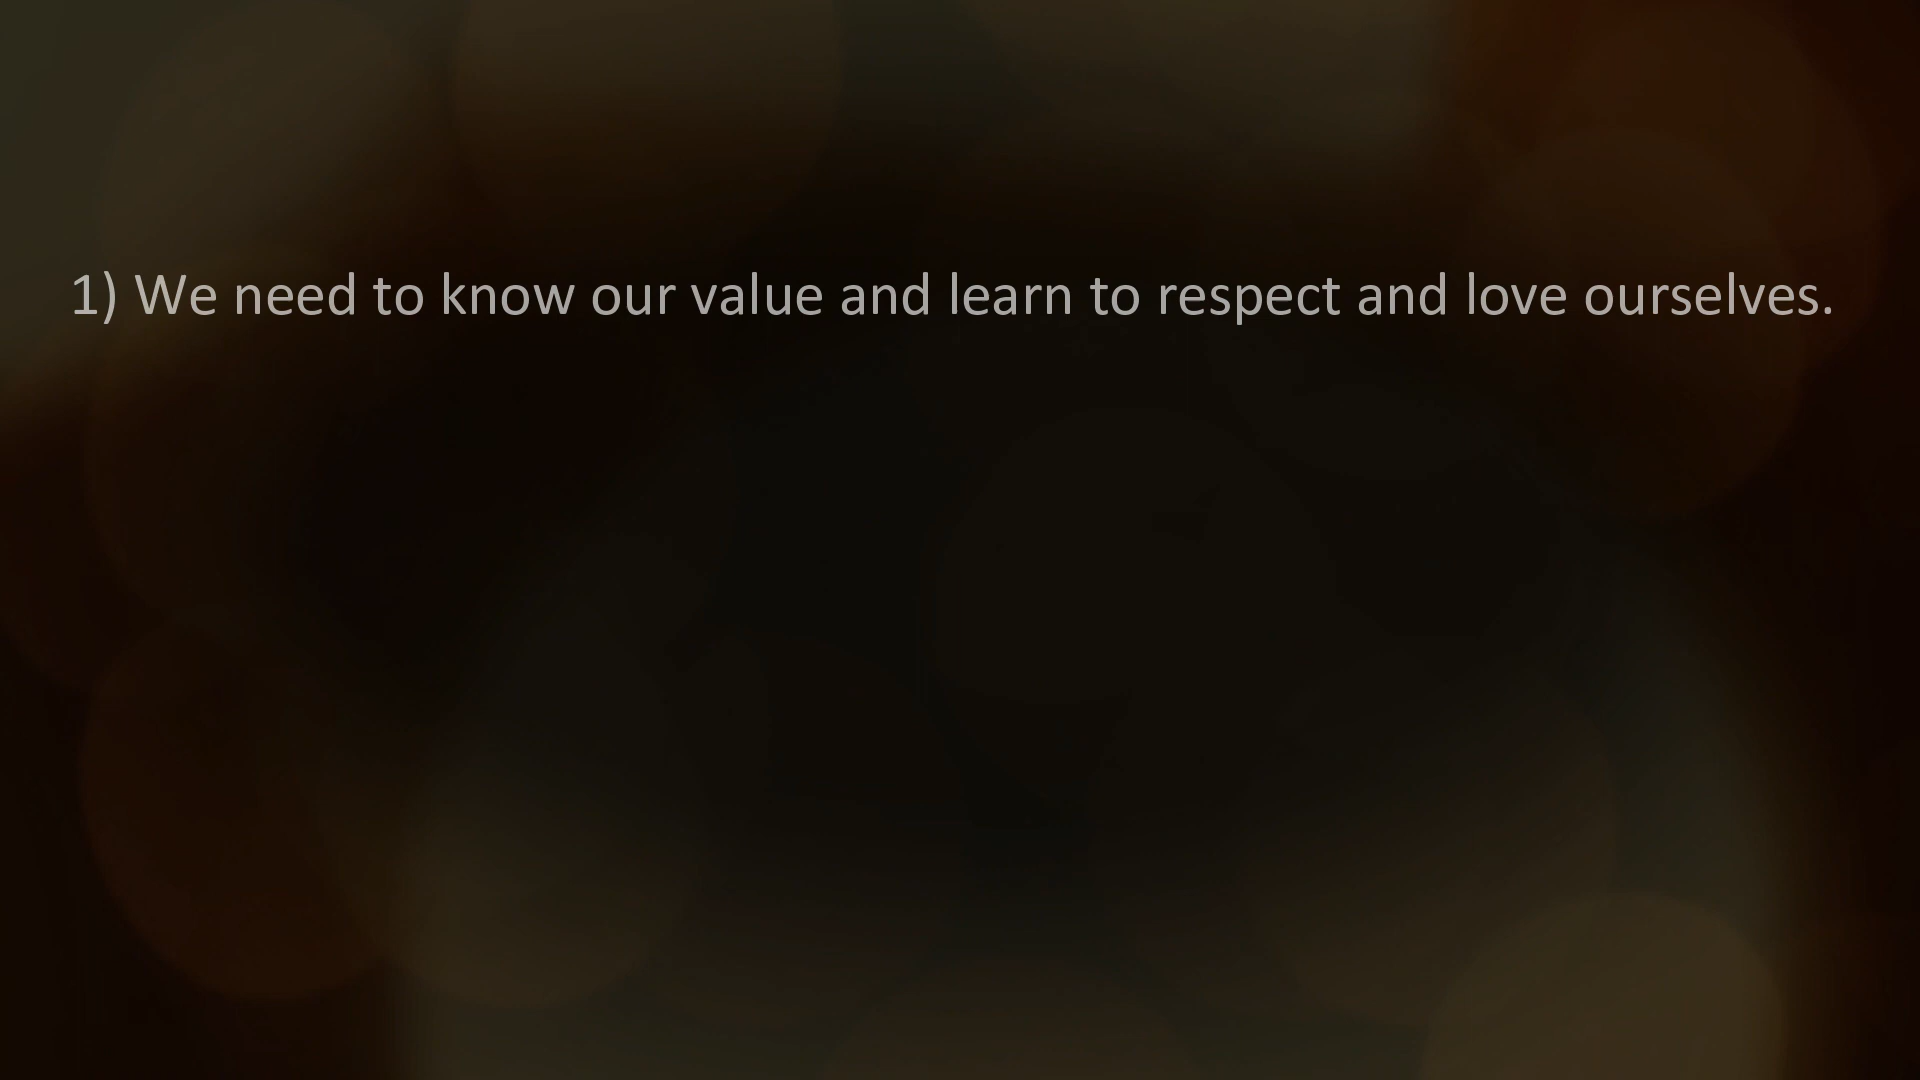 1) We need to know our value and learn to respect and love ourselves.